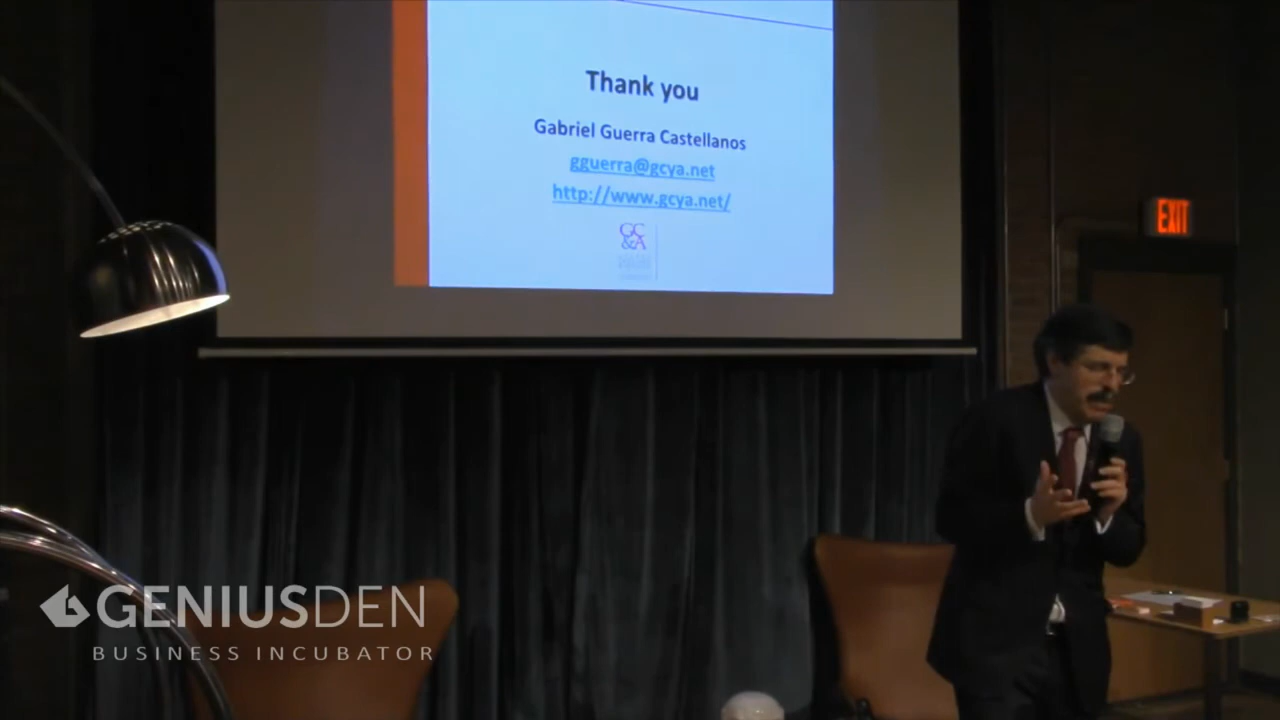 Thank you
Gabriel Guerra Castellanos
gguerra@gcya.net
http://www.gcya.net/
GC
&A
EXIT
GENIUSDEN
BUSINESS INCUBATOR